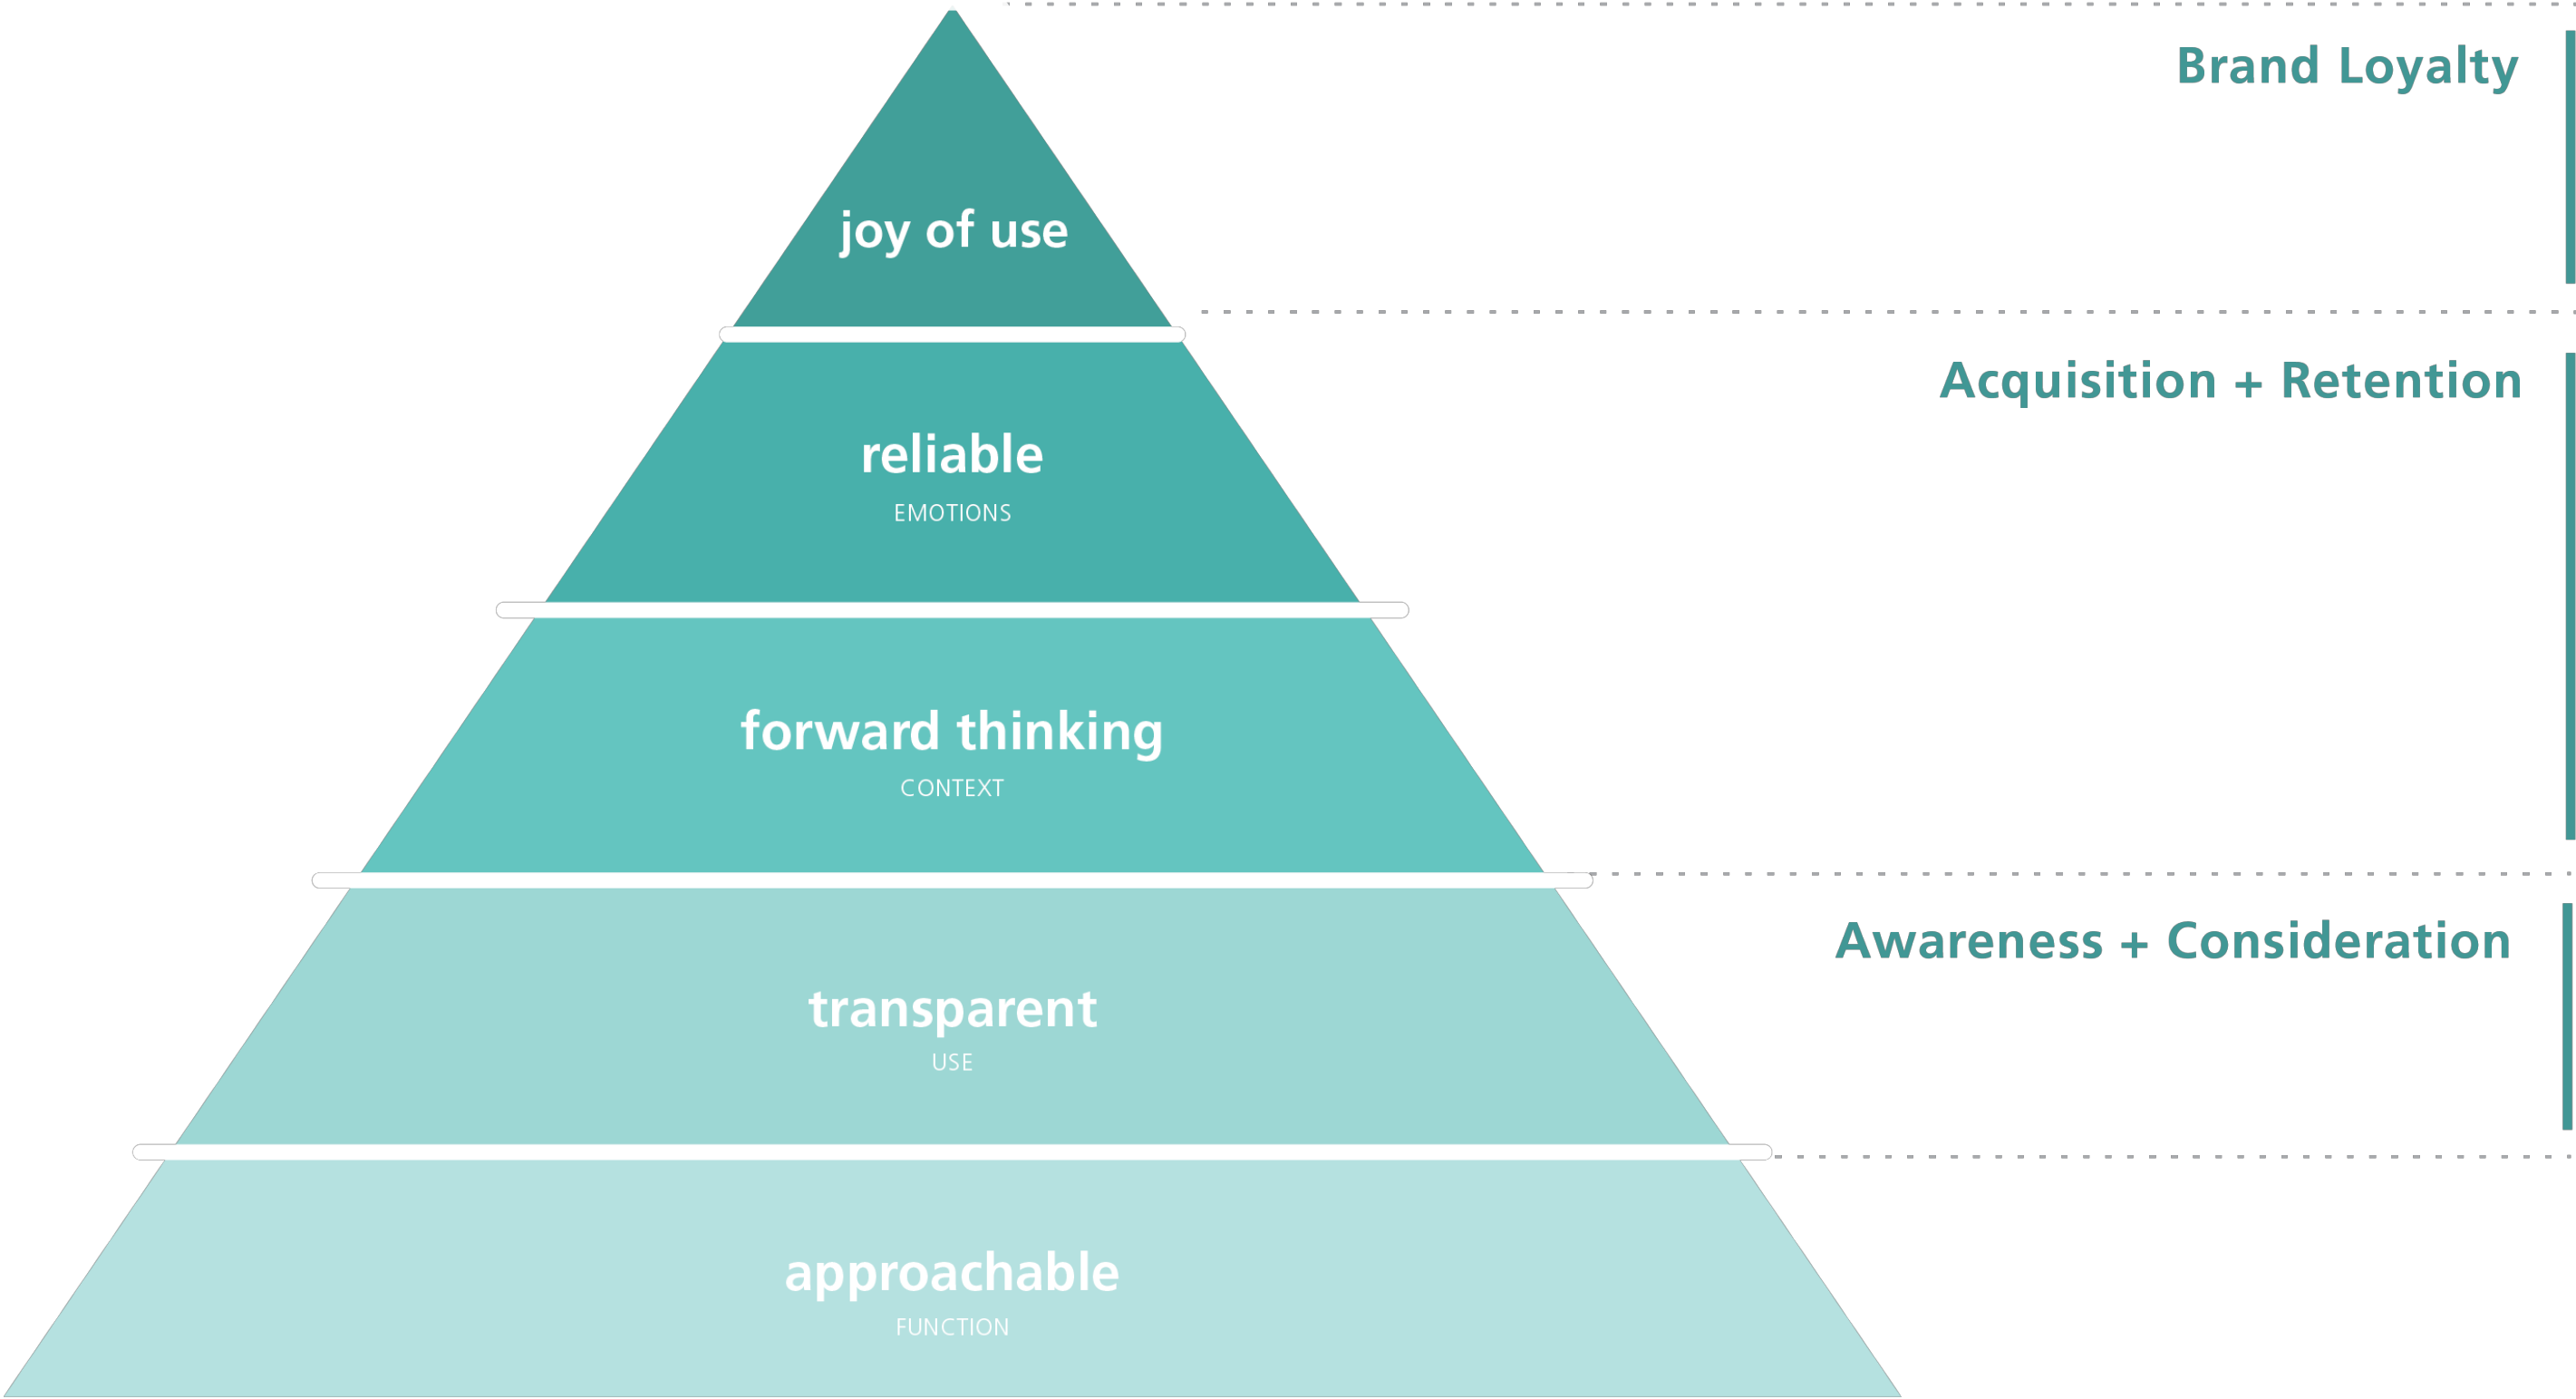 Brand Loyalty
joy of use
Acquisition + Retention
reliable
EMOTIONS
forward thinking
CONTEXT
Awareness + Consideration
transparent
USE
approachable
FUNCTION